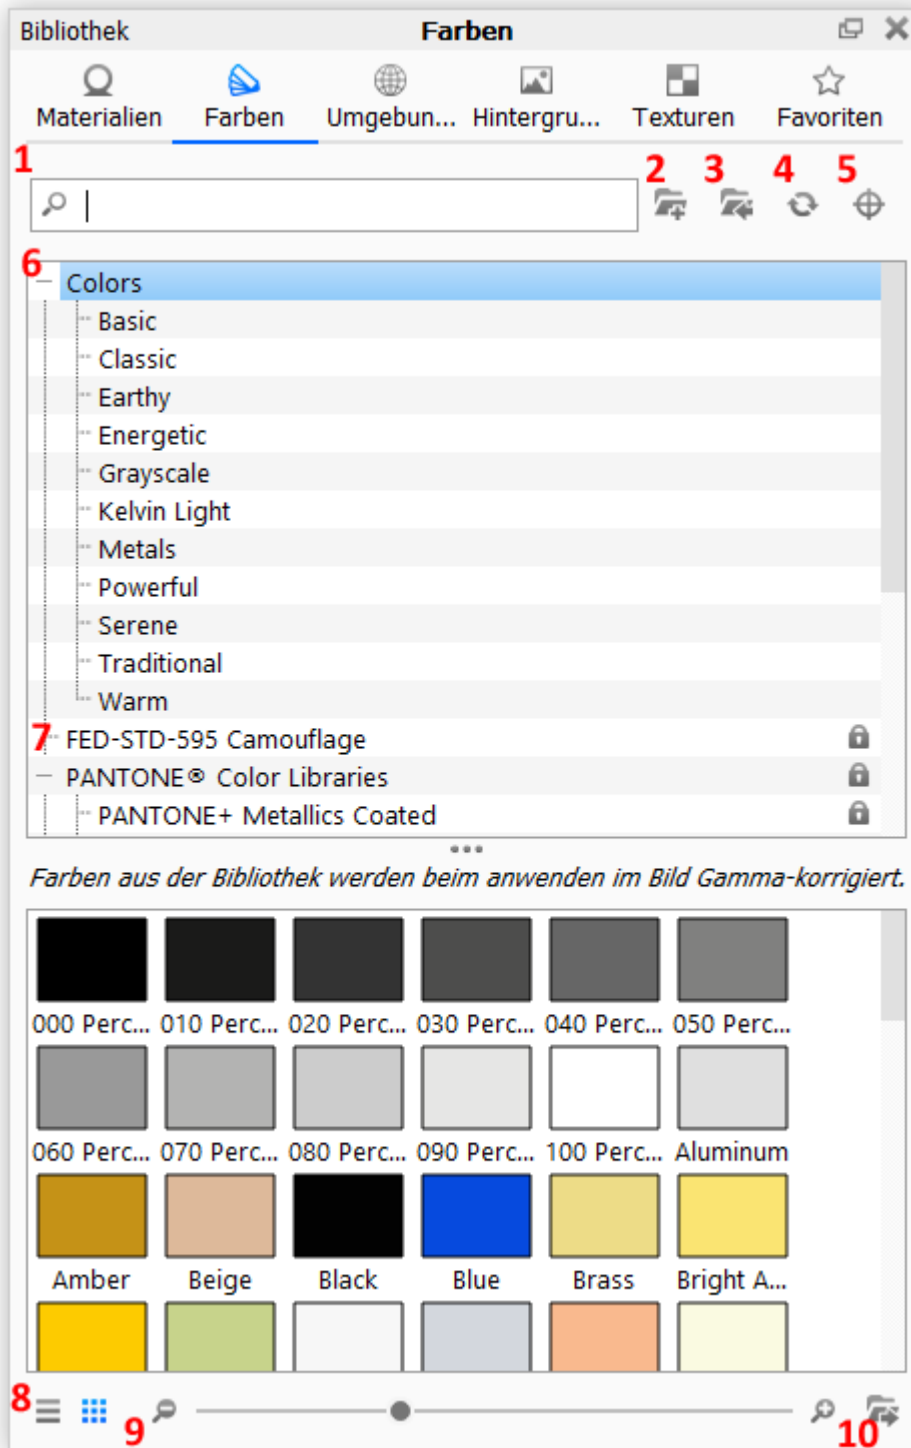 Bibliothek Farben
Materialien Farben Umgebun... Hintergru... Texturen Favoriten
1 2 3 4 5
6 Colors
Basic
Classic
Earthy
Energetic
Grayscale
Kelvin Light
Metals
Powerful
Serene
Traditional
Warm
7 FED-STD-595 Camouflage
PANTONE® Color Libraries
PANTONE+ Metallics Coated
Farben aus der Bibliothek werden beim anwenden im Bild Gamma-korrigiert.
000 Perc... 010 Perc... 020 Perc... 030 Perc... 040 Perc... 050 Perc...
060 Perc... 070 Perc... 080 Perc... 090 Perc... 100 Perc... Aluminum
Amber Beige Black Blue Brass Bright A...
8 9 10